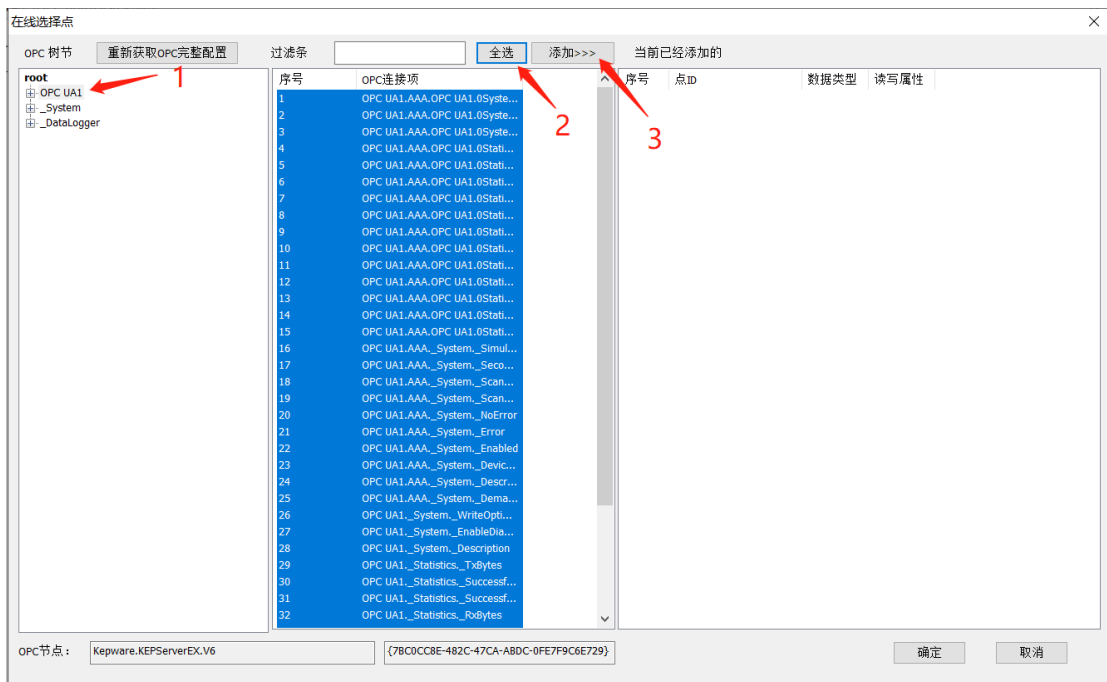 在线选择点
OPC 树节 重新获取OPC完整配置 过滤条 全选 添加>>> 当前已经添加的
root
OPC UA1
_System
_DataLogger
1
2
3
序号 OPC连接项
1 OPC UA1.AAA.OPC UA1.0Syste...
2 OPC UA1.AAA.OPC UA1.0Syste...
3 OPC UA1.AAA.OPC UA1.0Syste...
4 OPC UA1.AAA.OPC UA1.0Stati...
5 OPC UA1.AAA.OPC UA1.0Stati...
6 OPC UA1.AAA.OPC UA1.0Stati...
7 OPC UA1.AAA.OPC UA1.0Stati...
8 OPC UA1.AAA.OPC UA1.0Stati...
9 OPC UA1.AAA.OPC UA1.0Stati...
10 OPC UA1.AAA.OPC UA1.0Stati...
11 OPC UA1.AAA.OPC UA1.0Stati...
12 OPC UA1.AAA.OPC UA1.0Stati...
13 OPC UA1.AAA.OPC UA1.0Stati...
14 OPC UA1.AAA.OPC UA1.0Stati...
15 OPC UA1.AAA.OPC UA1.0Stati...
16 OPC UA1.AAA._System._Simul...
17 OPC UA1.AAA._System._Seco...
18 OPC UA1.AAA._System._Scan...
19 OPC UA1.AAA._System._Scan...
20 OPC UA1.AAA._System._NoError
21 OPC UA1.AAA._System._Error
22 OPC UA1.AAA._System._Enabled
23 OPC UA1.AAA._System._Devic...
24 OPC UA1.AAA._System._Descr...
25 OPC UA1.AAA._System._Dema...
26 OPC UA1._System._WriteOpti...
27 OPC UA1._System._EnableDia...
28 OPC UA1._System._Description
29 OPC UA1._Statistics._TxBytes
30 OPC UA1._Statistics._Successf...
31 OPC UA1._Statistics._Successf...
32 OPC UA1._Statistics._RxBytes
序号 点ID 数据类型 读写属性
OPC节点: Kepware.KEPServerEX.V6 {7BC0CC8E-482C-47CA-ABDC-0FE7F9C6E729} 确定 取消